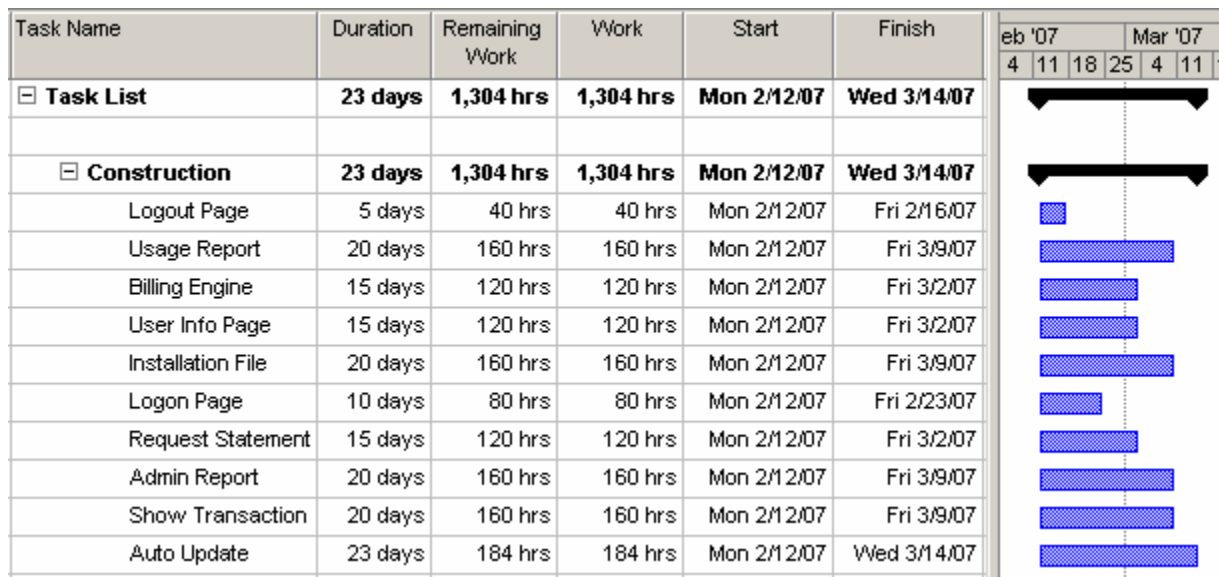 Task Name Duration Remaining Work Work Start Finish eb '07 Mar '07
4 11 18 25 4 11
Task List 23 days 1,304 hrs 1,304 hrs Mon 2/12/07 Wed 3/14/07
Construction 23 days 1,304 hrs 1,304 hrs Mon 2/12/07 Wed 3/14/07
Logout Page 5 days 40 hrs 40 hrs Mon 2/12/07 Fri 2/16/07
Usage Report 20 days 160 hrs 160 hrs Mon 2/12/07 Fri 3/9/07
Billing Engine 15 days 120 hrs 120 hrs Mon 2/12/07 Fri 3/2/07
User Info Page 15 days 120 hrs 120 hrs Mon 2/12/07 Fri 3/2/07
Installation File 20 days 160 hrs 160 hrs Mon 2/12/07 Fri 3/9/07
Logon Page 10 days 80 hrs 80 hrs Mon 2/12/07 Fri 2/23/07
Request Statement 15 days 120 hrs 120 hrs Mon 2/12/07 Fri 3/2/07
Admin Report 20 days 160 hrs 160 hrs Mon 2/12/07 Fri 3/9/07
Show Transaction 20 days 160 hrs 160 hrs Mon 2/12/07 Fri 3/9/07
Auto Update 23 days 184 hrs 184 hrs Mon 2/12/07 Wed 3/14/07